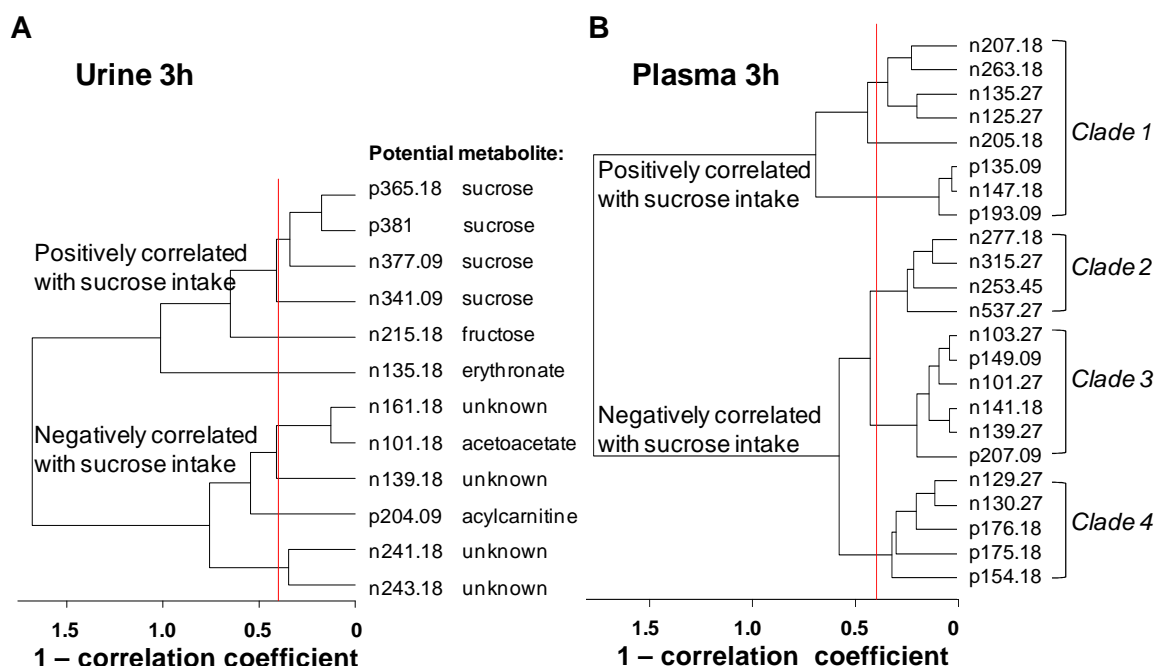 A
Urine 3h
Potential metabolite:
p365.18 sucrose
p381 sucrose
n377.09 sucrose
n341.09 sucrose
n215.18 fructose
n135.18 erythronate
n161.18 unknown
n101.18 acetoacetate
n139.18 unknown
p204.09 acylcarnitine
n241.18 unknown
n243.18 unknown
Positively correlated
with sucrose intake
Negatively correlated
with sucrose intake
1.5 1.0 0.5 0
1 – correlation coefficient
B
Plasma 3h
n207.18
n263.18
n135.27
n125.27
n205.18
p135.09
n147.18
p193.09
Clade 1
n277.18
n315.27
n253.45
n537.27
Clade 2
n103.27
p149.09
n101.27
n141.18
n139.27
p207.09
Clade 3
n129.27
n130.27
p176.18
p175.18
p154.18
Clade 4
Positively correlated
with sucrose intake
Negatively correlated
with sucrose intake
1.5 1.0 0.5 0
1 – correlation coefficient